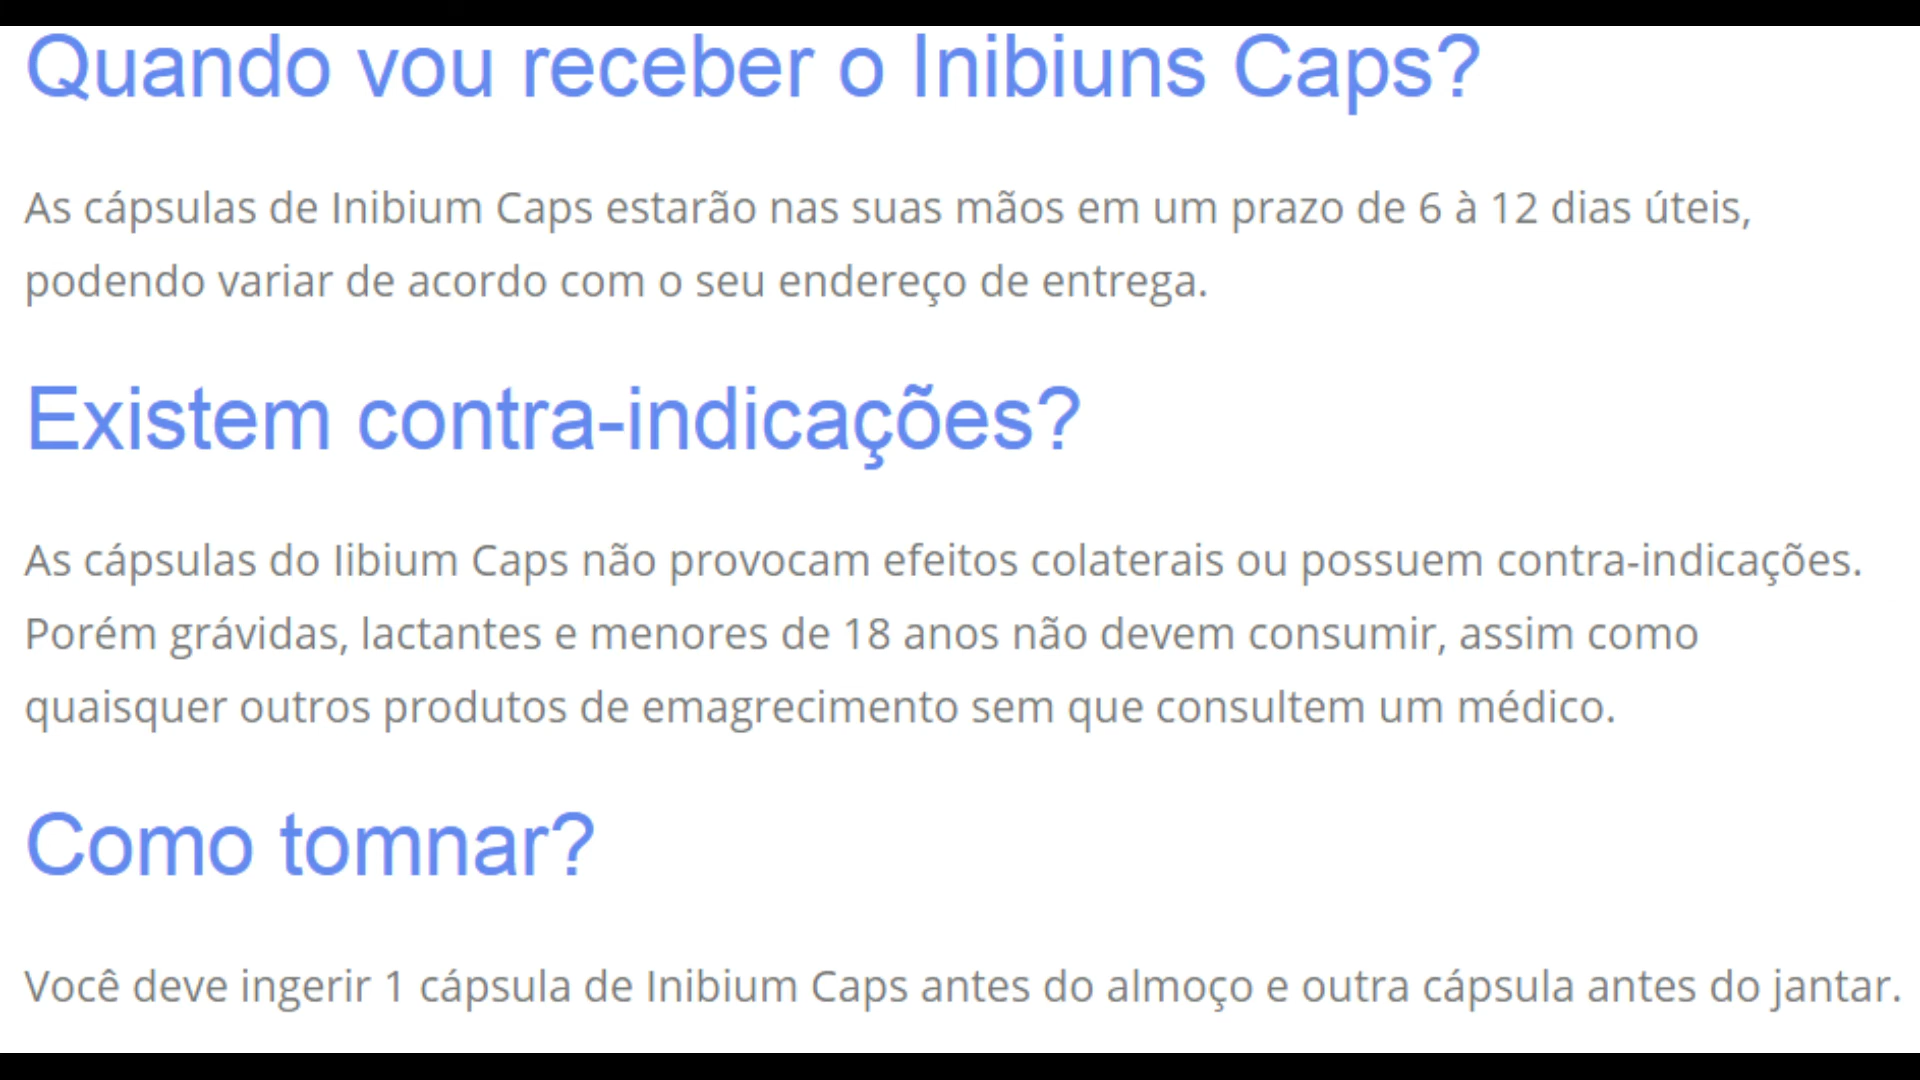 Quando vou receber o Inibiuns Caps?
As cápsulas de Inibium Caps estarão nas suas mãos em um prazo de 6 à 12 dias úteis,
podendo variar de acordo com o seu endereço de entrega.
Existem contra-indicações?
As cápsulas do Iibium Caps não provocam efeitos colaterais ou possuem contra-indicações.
Porém grávidas, lactantes e menores de 18 anos não devem consumir, assim como
quaisquer outros produtos de emagrecimento sem que consultem um médico.
Como tomnar?
Você deve ingerir 1 cápsula de Inibium Caps antes do almoço e outra cápsula antes do jantar.